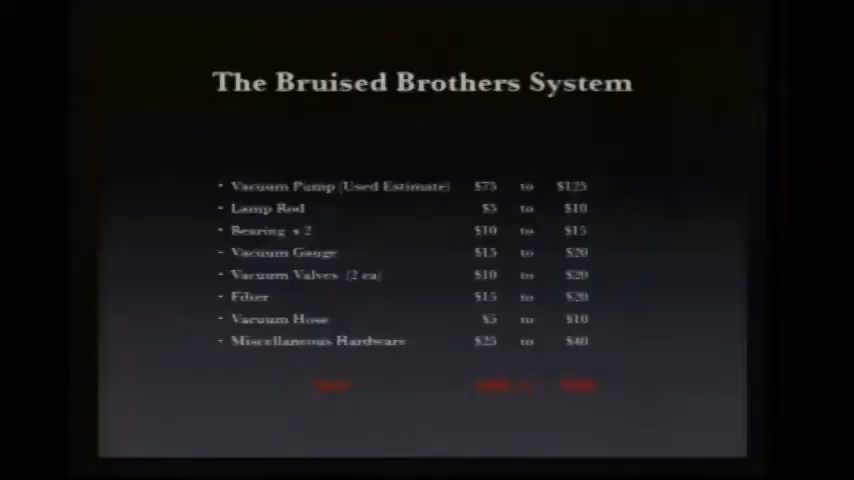 The Bruised Brothers System
• Vacuum Pump (Used Estimate) $75 to $125
• Lamp Rod $5 to $10
• Bearing x 2 $10 to $15
• Vacuum Gauge $15 to $20
• Vacuum Valves (2 ea) $10 to $20
• Filter $15 to $20
• Vacuum Hose $5 to $10
• Miscellaneous Hardware $25 to $40